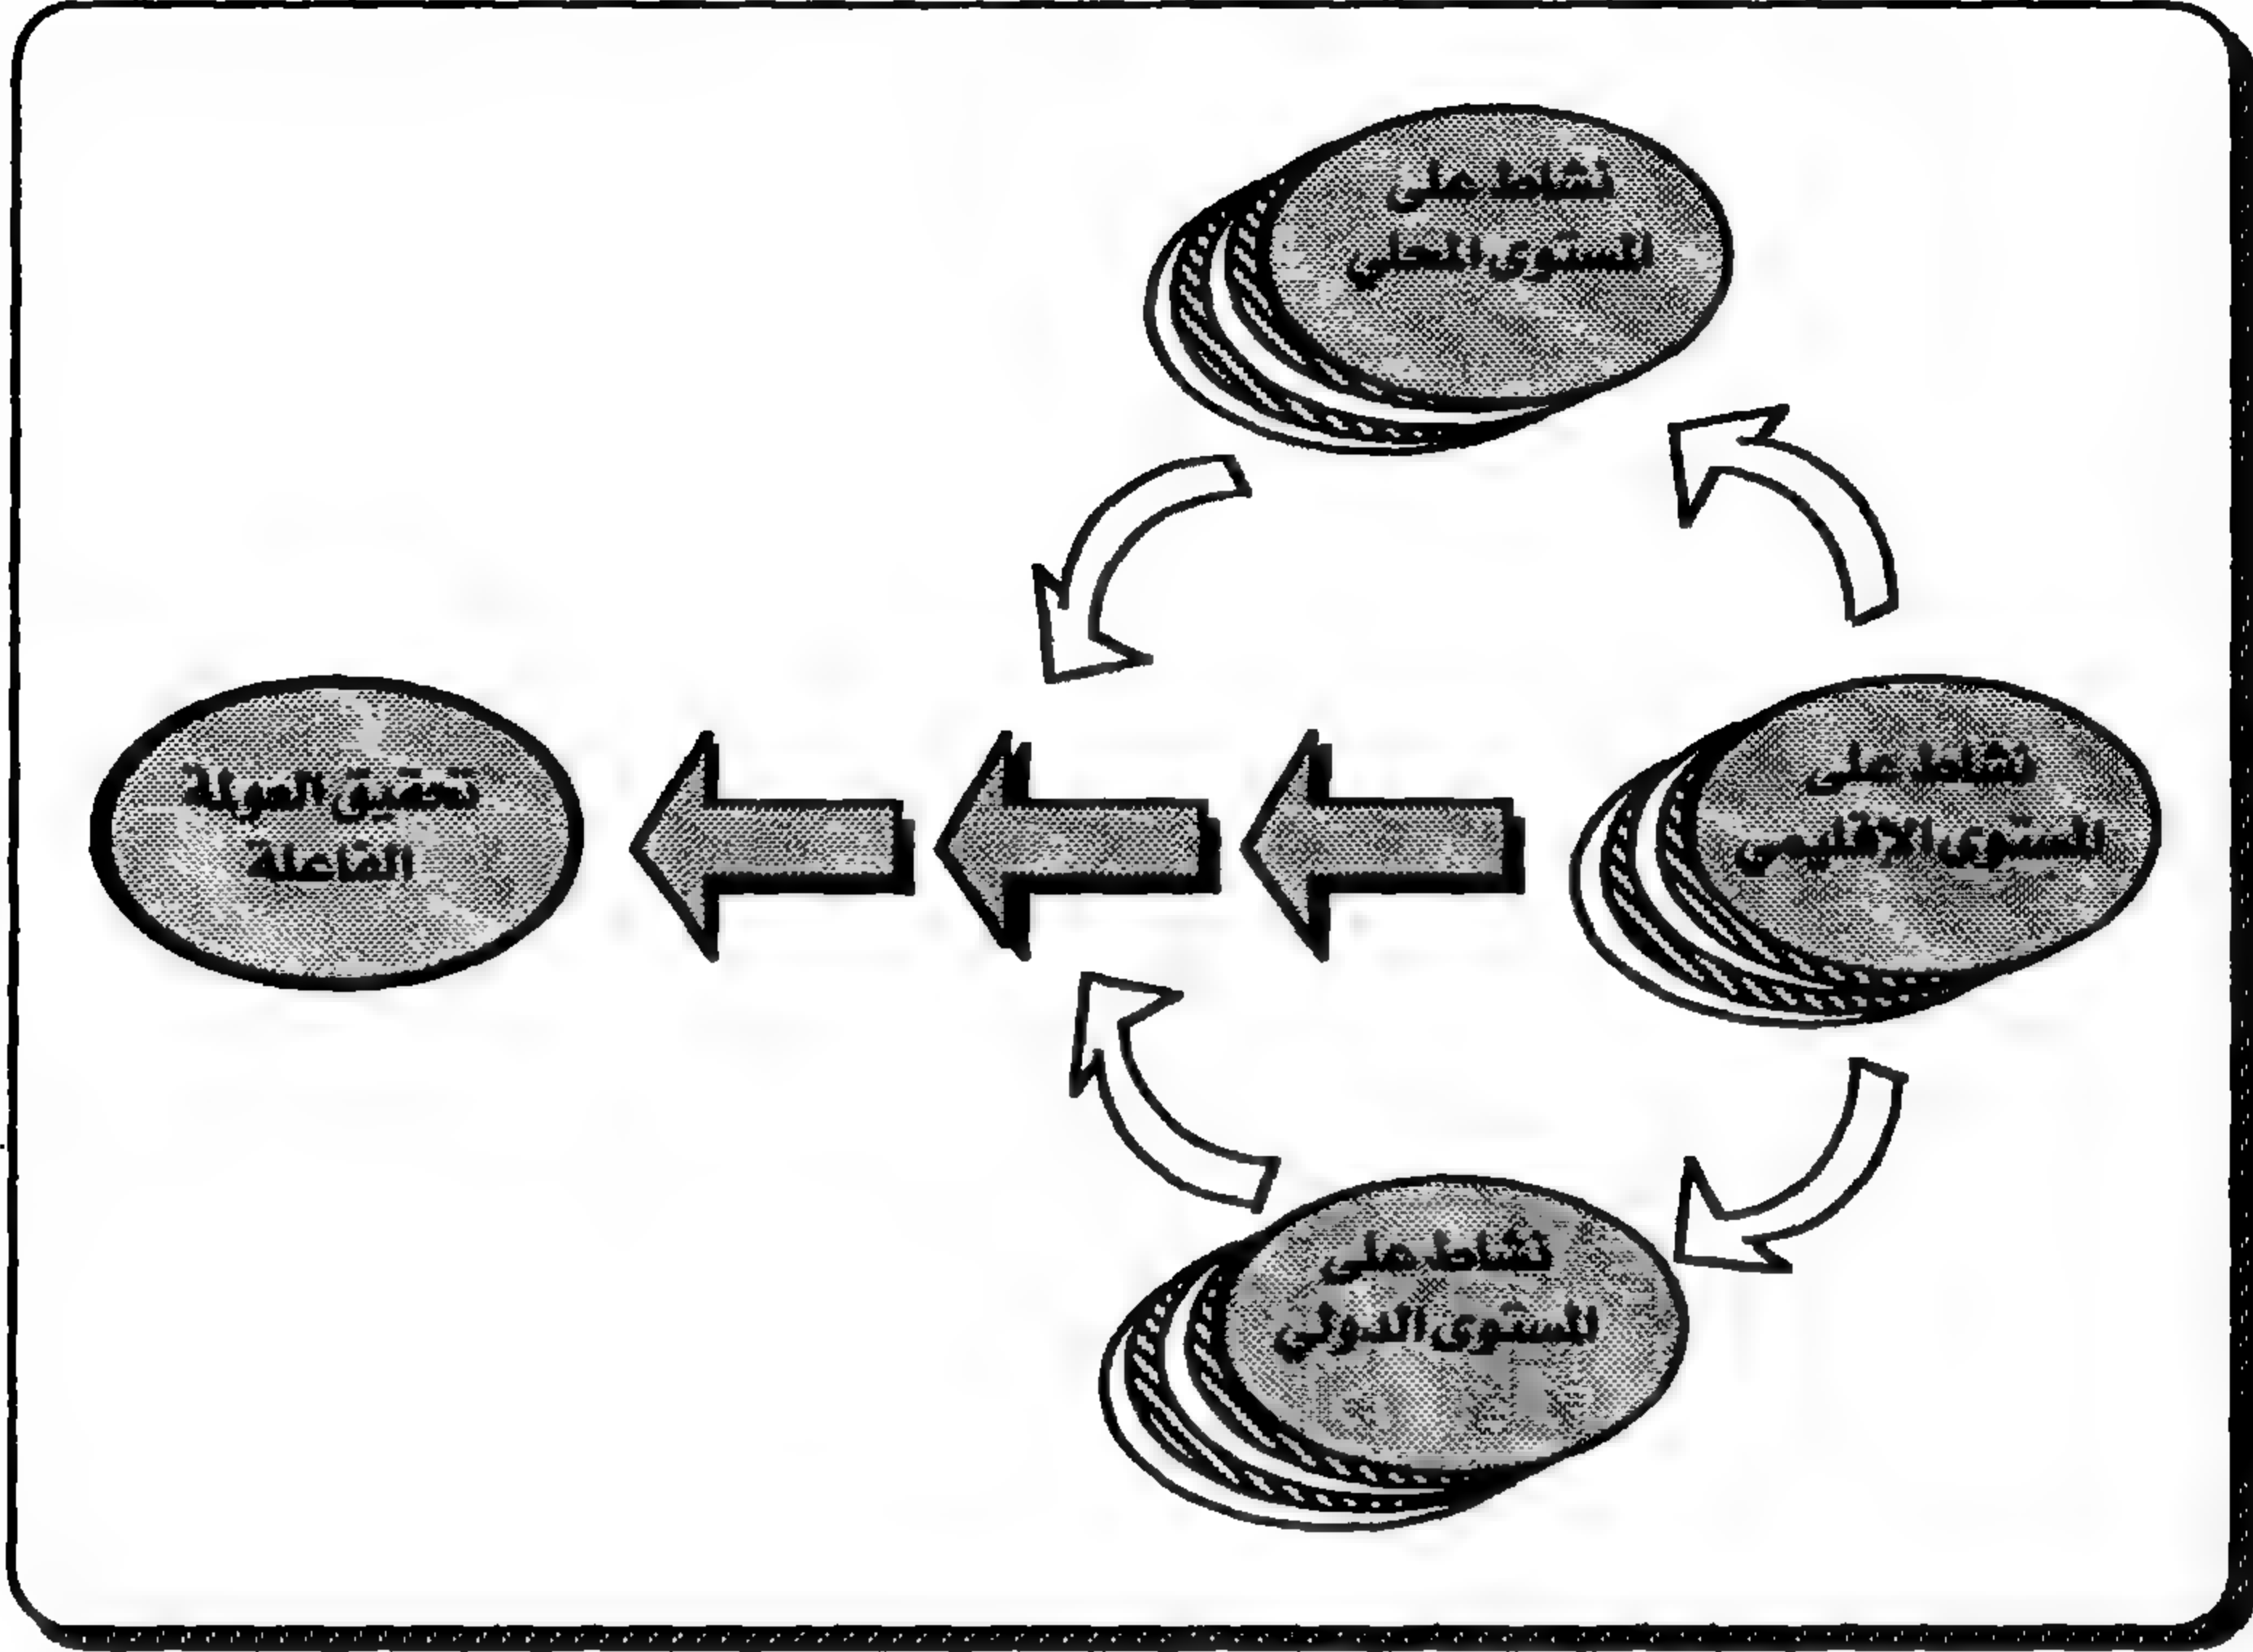 نشاط على
المستوى المحلي
نشاط على
المستوى الإقليمي
تحقيق العولمة
الفاعلة
نشاط على
المستوى الدولي